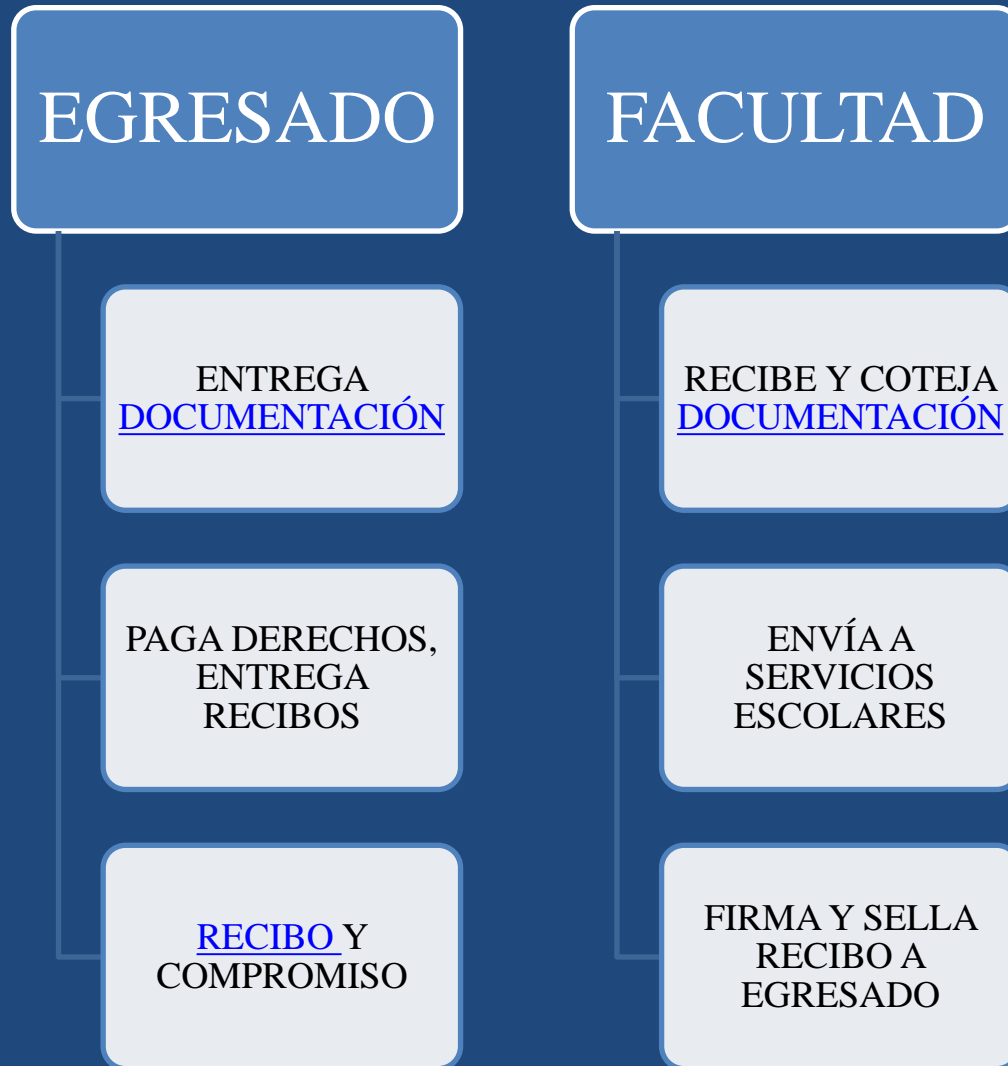 EGRESADO
ENTREGA
DOCUMENTACIÓN
PAGA DERECHOS,
ENTREGA
RECIBOS
RECIBO Y
COMPROMISO
FACULTAD
RECIBE Y COTEJA
DOCUMENTACIÓN
ENVÍA A
SERVICIOS
ESCOLARES
FIRMA Y SELLA
RECIBO A
EGRESADO